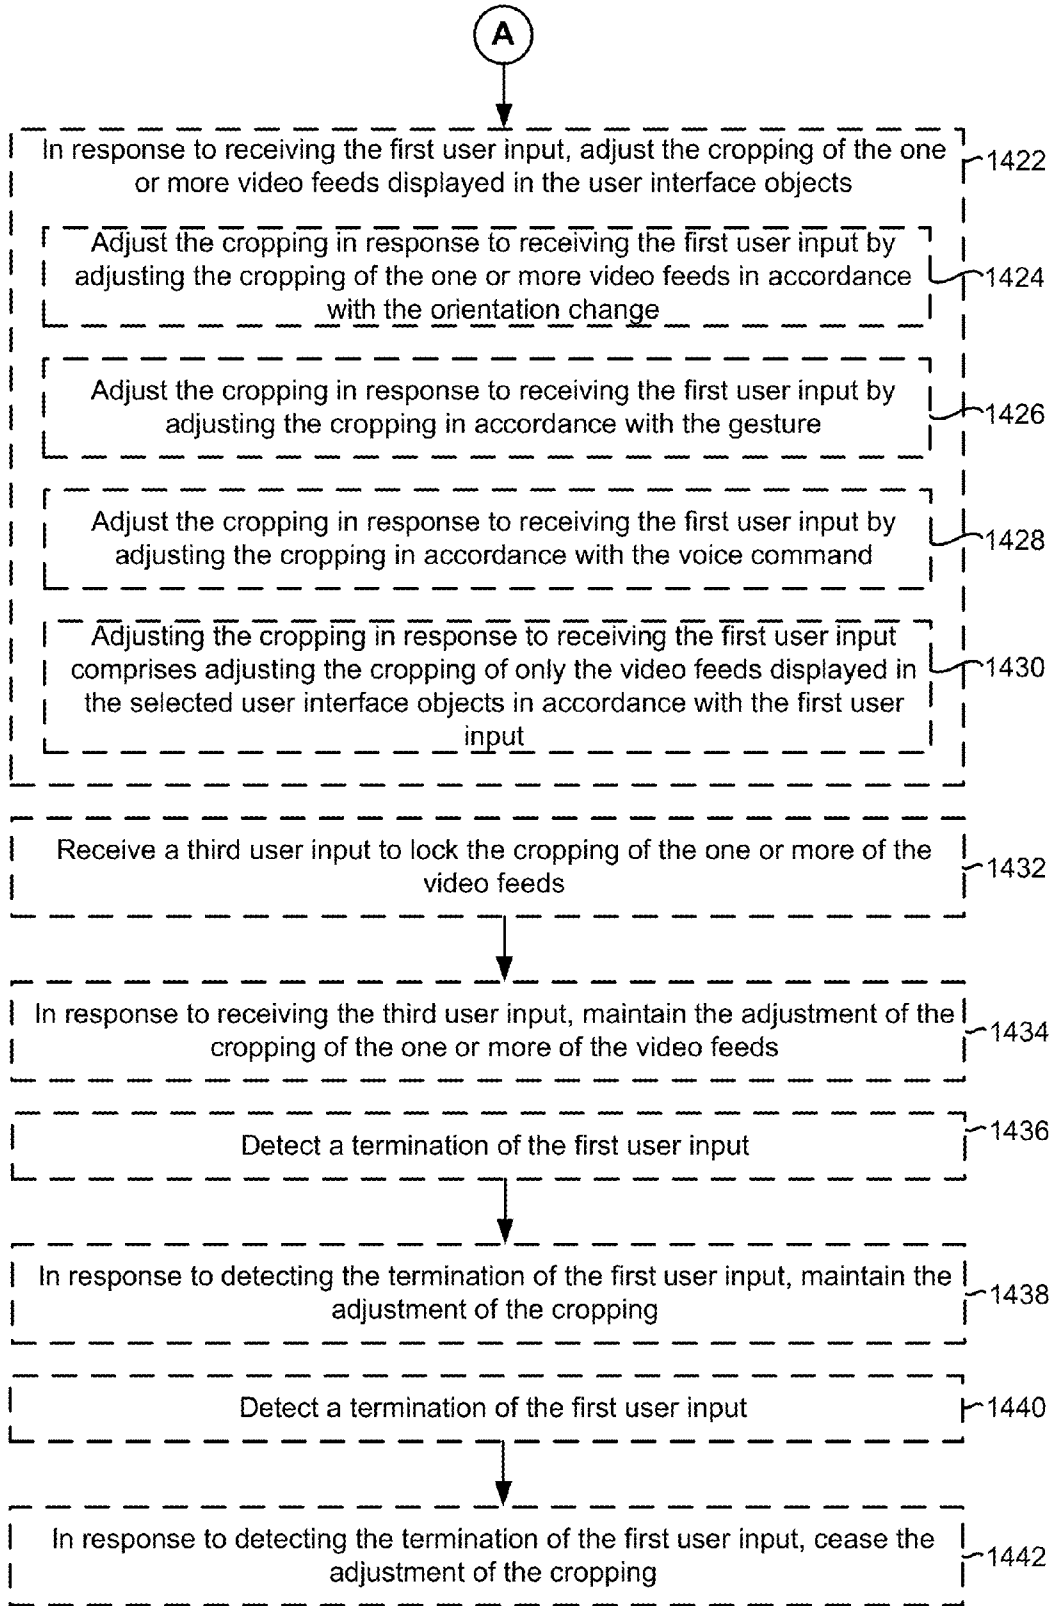 A
In response to receiving the first user input, adjust the cropping of the one
or more video feeds displayed in the user interface objects
1422
Adjust the cropping in response to receiving the first user input by
adjusting the cropping of the one or more video feeds in accordance
with the orientation change
1424
Adjust the cropping in response to receiving the first user input by
adjusting the cropping in accordance with the gesture
1426
Adjust the cropping in response to receiving the first user input by
adjusting the cropping in accordance with the voice command
1428
Adjusting the cropping in response to receiving the first user input
comprises adjusting the cropping of only the video feeds displayed in
the selected user interface objects in accordance with the first user
input
1430
Receive a third user input to lock the cropping of the one or more of the
video feeds
1432
In response to receiving the third user input, maintain the adjustment of the
cropping of the one or more of the video feeds
1434
Detect a termination of the first user input
1436
In response to detecting the termination of the first user input, maintain the
adjustment of the cropping
1438
Detect a termination of the first user input
1440
In response to detecting the termination of the first user input, cease the
adjustment of the cropping
1442